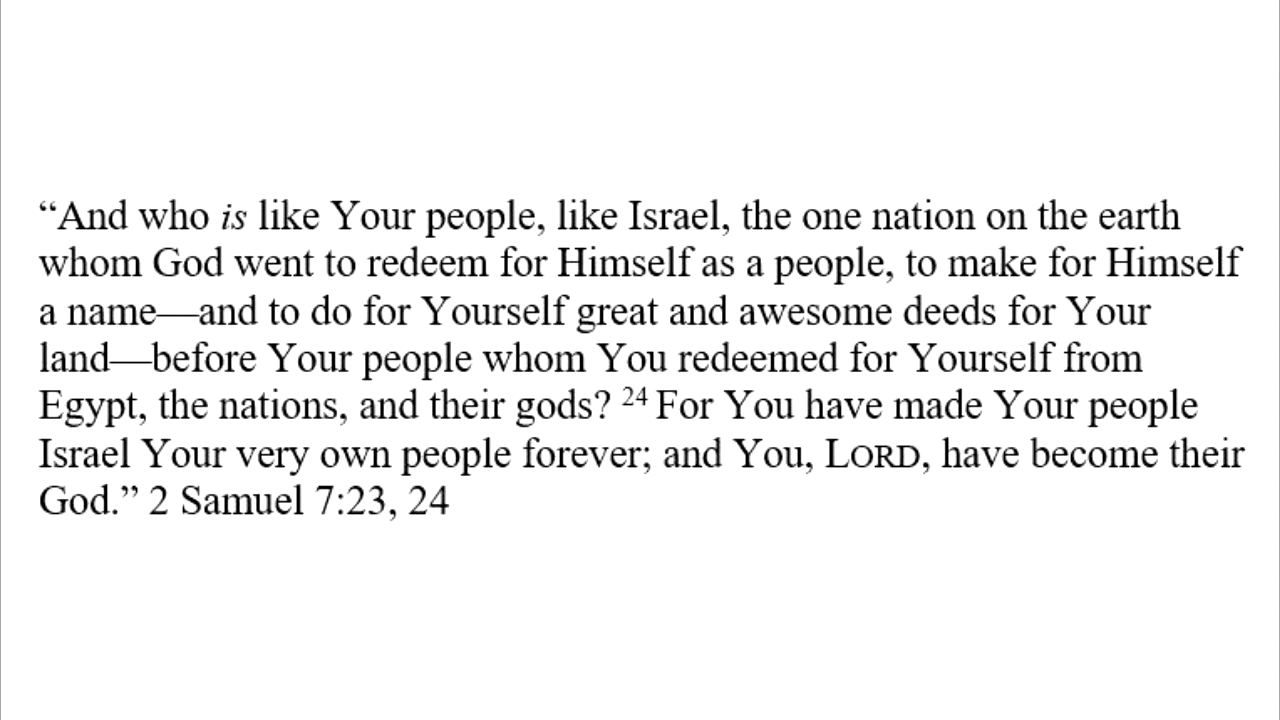 “And who is like Your people, like Israel, the one nation on the earth
whom God went to redeem for Himself as a people, to make for Himself
a name—and to do for Yourself great and awesome deeds for Your
land—before Your people whom You redeemed for Yourself from
Egypt, the nations, and their gods? 24 For You have made Your people
Israel Your very own people forever; and You, LORD, have become their
God.” 2 Samuel 7:23, 24